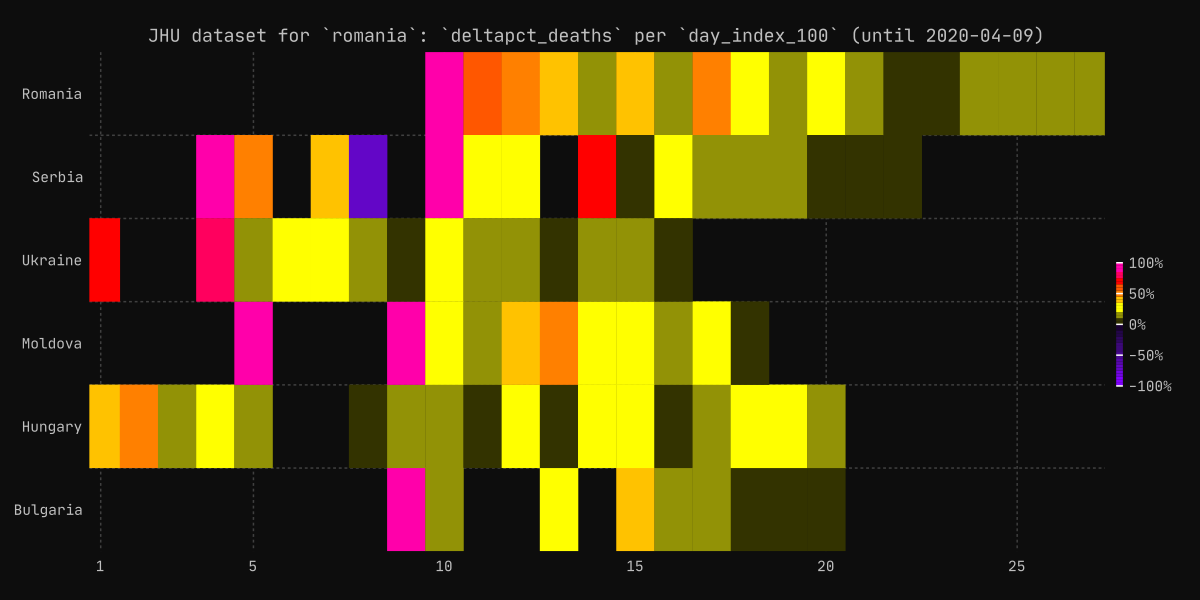 JHU dataset for `romania`: `deltapct_deaths` per `day_index_100` (until 2020-04-09)
Romania
Serbia
Ukraine
Moldova
Hungary
Bulgaria
1 5 10 15 20 25
100%
50%
0%
−50%
−100%